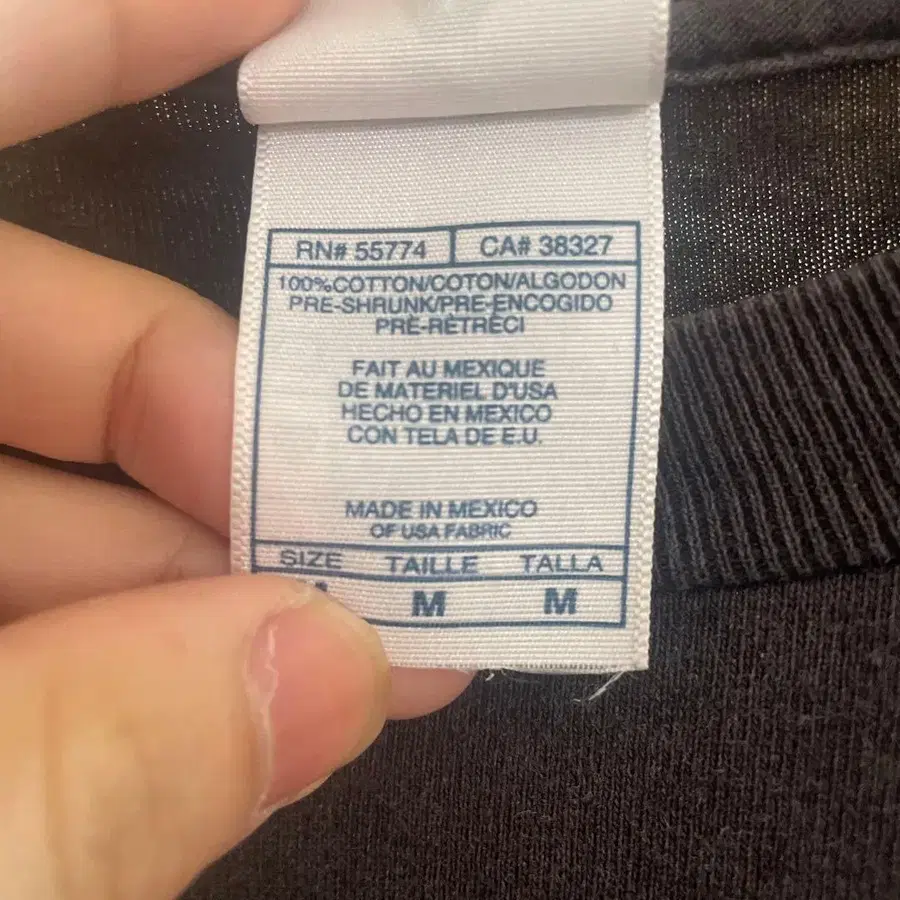 RN# 55774 CA# 38327
100%COTTON/COTON/ALGODON
PRE-SHRUNK/PRE-ENCOGIDO
PRÉ-RÉTRÉCI
FAIT AU MEXIQUE
DE MATERIEL D'USA
HECHO EN MEXICO
CON TELA DE E.U.
MADE IN MEXICO
OF USA FABRIC
SIZE TAILLE TALLA
M M